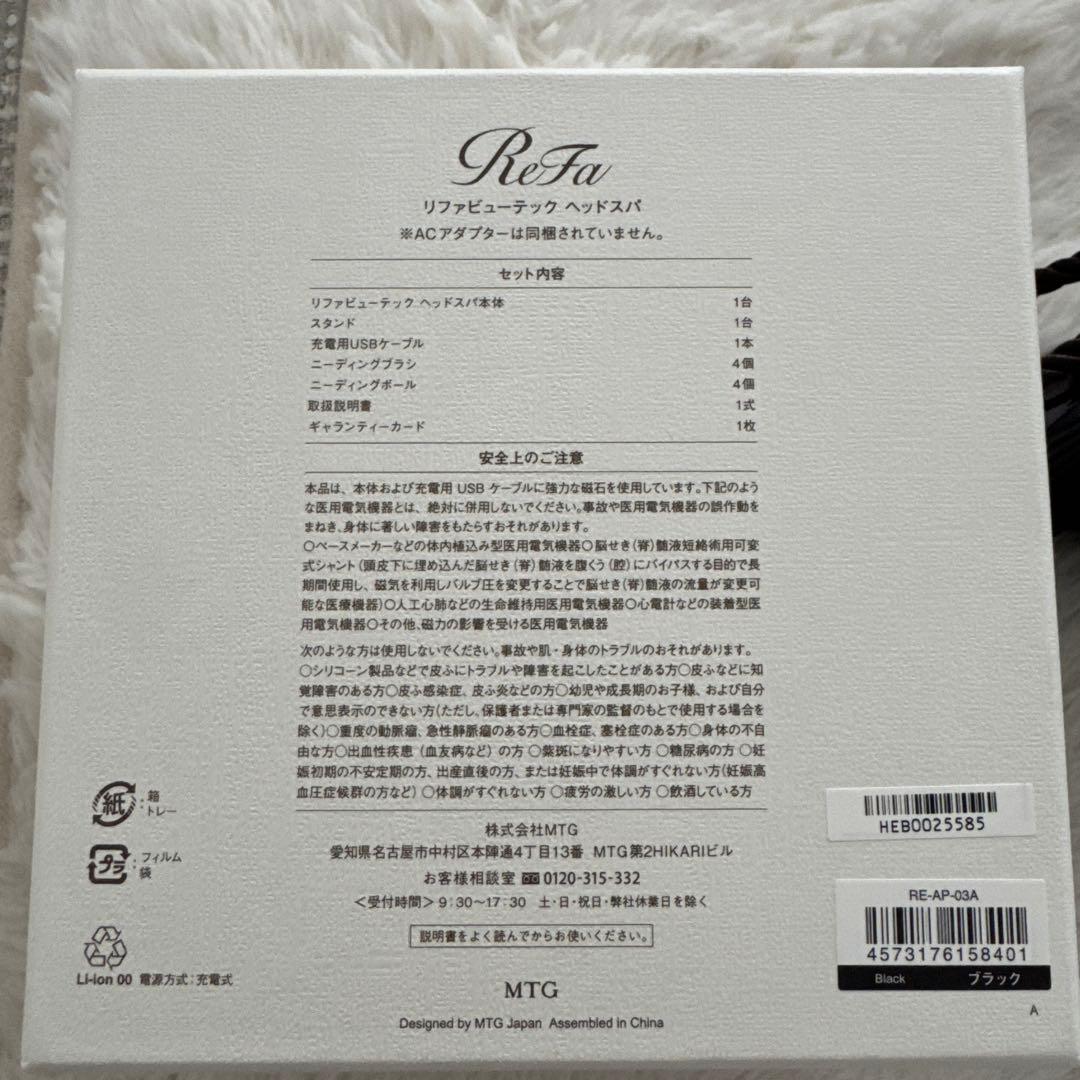 ReFa
リファビューテック ヘッドスパ
※ACアダプターは同梱されていません。
セット内容
リファビューテック ヘッドスパ本体 1台
スタンド 1台
充電用USBケーブル 1本
ニーディングブラシ 4個
ニーディングボール 4個
取扱説明書 1式
ギャランティーカード 1枚
安全上のご注意
本品は、本体および充電用 USB ケーブルに強力な磁石を使用しています。下記のよう
な医用電気機器とは、絶対に併用しないでください。事故や医用電気機器の誤作動を
まねき、身体に著しい障害をもたらすおそれがあります。
○ペースメーカーなどの体内植込み型医用電気機器○脳せき(脊)髄液短絡術用可変
式シャント(頭皮下に埋め込んだ脳せき(脊)髄液を腹くう(腔)にバイパスする目的で長
期間使用し、磁気を利用しバルブ圧を変更することで脳せき(脊)髄液の流量が変更可
能な医療機器)○人工心肺などの生命維持用医用電気機器○心電計などの装着型医
用電気機器○その他、磁力の影響を受ける医用電気機器
次のような方は使用しないでください。事故や肌・身体のトラブルのおそれがあります。
○シリコーン製品などで皮ふにトラブルや障害を起こしたことがある方○皮ふなどに知
覚障害のある方○皮ふ感染症、皮ふ炎などの方○幼児や成長期のお子様、および自分
で意思表示のできない方(ただし、保護者または専門家の監督のもとで使用する場合を
除く)○重度の動脈瘤、急性静脈瘤のある方○血栓症、塞栓症のある方○身体の不自
由な方○出血性疾患（血友病など）の方 ○紫斑になりやすい方 ○糖尿病の方 ○妊
娠初期の不安定期の方、出産直後の方、または妊娠中で体調がすぐれない方(妊娠高
血圧症候群の方など) ○体調がすぐれない方 ○疲労の激しい方 ○飲酒している方
株式会社MTG
愛知県名古屋市中村区本陣通4丁目13番 MTG第2HIKARIビル
お客様相談室 0120-315-332
＜受付時間＞9:30〜17:30 土・日・祝日・弊社休業日を除く
説明書をよく読んでからお使いください。
MTG
Designed by MTG Japan Assembled in China
紙 : 箱
トレー
プラ : フィルム
袋
Li-ion 00 電源方式:充電式
HEB0025585
RE-AP-03A
4573176158401
Black ブラック
A